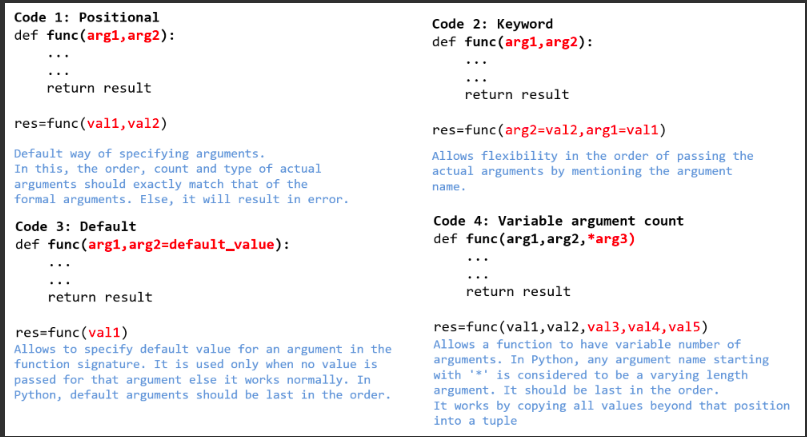 Code 1: Positional
def func(arg1,arg2):
...
...
return result
res=func(val1,val2)
Default way of specifying arguments.
In this, the order, count and type of actual
arguments should exactly match that of the
formal arguments. Else, it will result in error.
Code 2: Keyword
def func(arg1,arg2):
...
...
return result
res=func(arg2=val2,arg1=val1)
Allows flexibility in the order of passing the
actual arguments by mentioning the argument
name.
Code 3: Default
def func(arg1,arg2=default_value):
...
...
return result
res=func(val1)
Allows to specify default value for an argument in the
function signature. It is used only when no value is
passed for that argument else it works normally. In
Python, default arguments should be last in the order.
Code 4: Variable argument count
def func(arg1,arg2,*arg3)
...
...
return result
res=func(val1,val2,val3,val4,val5)
Allows a function to have variable number of
arguments. In Python, any argument name starting
with '*' is considered to be a varying length
argument. It should be last in the order.
It works by copying all values beyond that position
into a tuple